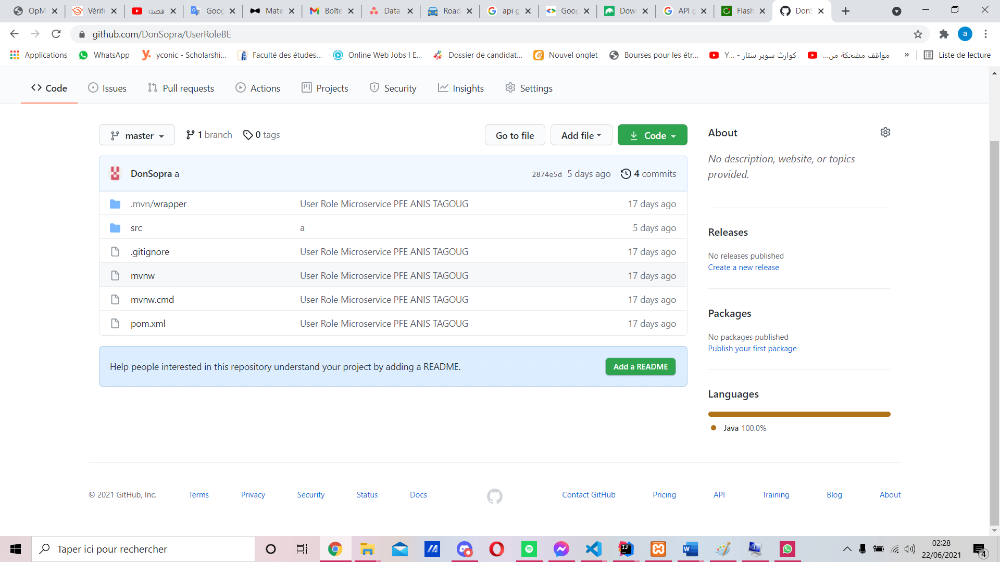 OpM
Vérifi
قصته
Goog
Mate
Boîte
Data
Road
api g
Goog
Dow
API g
Flash
DonS
github.com/DonSopra/UserRoleBE
a
Applications
WhatsApp
yconic - Scholarshi...
Faculté des études...
Online Web Jobs I E...
Dossier de candidat...
Nouvel onglet
Bourses pour les étr...
Y... - كوارث سوبر ستار
مواقف مضحكة من...
»
Liste de lecture
Code
Issues
Pull requests
Actions
Projects
Security
Insights
Settings
master
1 branch
0 tags
Go to file
Add file
Code
DonSopra a
2874e5d 5 days ago
4 commits
.mvn/wrapper
User Role Microservice PFE ANIS TAGOUG
17 days ago
src
a
5 days ago
.gitignore
User Role Microservice PFE ANIS TAGOUG
17 days ago
mvnw
User Role Microservice PFE ANIS TAGOUG
17 days ago
mvnw.cmd
User Role Microservice PFE ANIS TAGOUG
17 days ago
pom.xml
User Role Microservice PFE ANIS TAGOUG
17 days ago
Help people interested in this repository understand your project by adding a README.
Add a README
About
No description, website, or topics
provided.
Releases
No releases published
Create a new release
Packages
No packages published
Publish your first package
Languages
Java 100.0%
© 2021 GitHub, Inc.
Terms
Privacy
Security
Status
Docs
Contact GitHub
Pricing
API
Training
Blog
About
Taper ici pour rechercher
02:28
22/06/2021
4